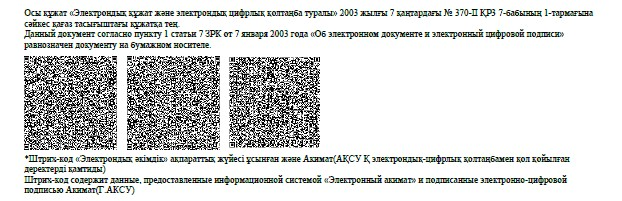 Осы құжат «Электрондық құжат және электрондық цифрлық қолтаңба туралы» 2003 жылғы 7 қаңтардағы № 370-II ҚРЗ 7-бабының 1-тармағына
сәйкес қағаз тасығыштағы құжатқа тең.
Данный документ согласно пункту 1 статьи 7 ЗРК от 7 января 2003 года «Об электронном документе и электронный цифровой подписи»
равнозначен документу на бумажном носителе.
*Штрих-код «Электрондық әкімдік» ақпараттық жүйесі ұсынған және Акимат(АҚСУ Қ электрондық-цифрлық қолтаңбамен қол қойылған
деректерді қамтиды)
Штрих-код содержит данные, предоставленные информационной системой «Электронный акимат» и подписанные электронно-цифровой
подписью Акимат(Г.АКСУ)